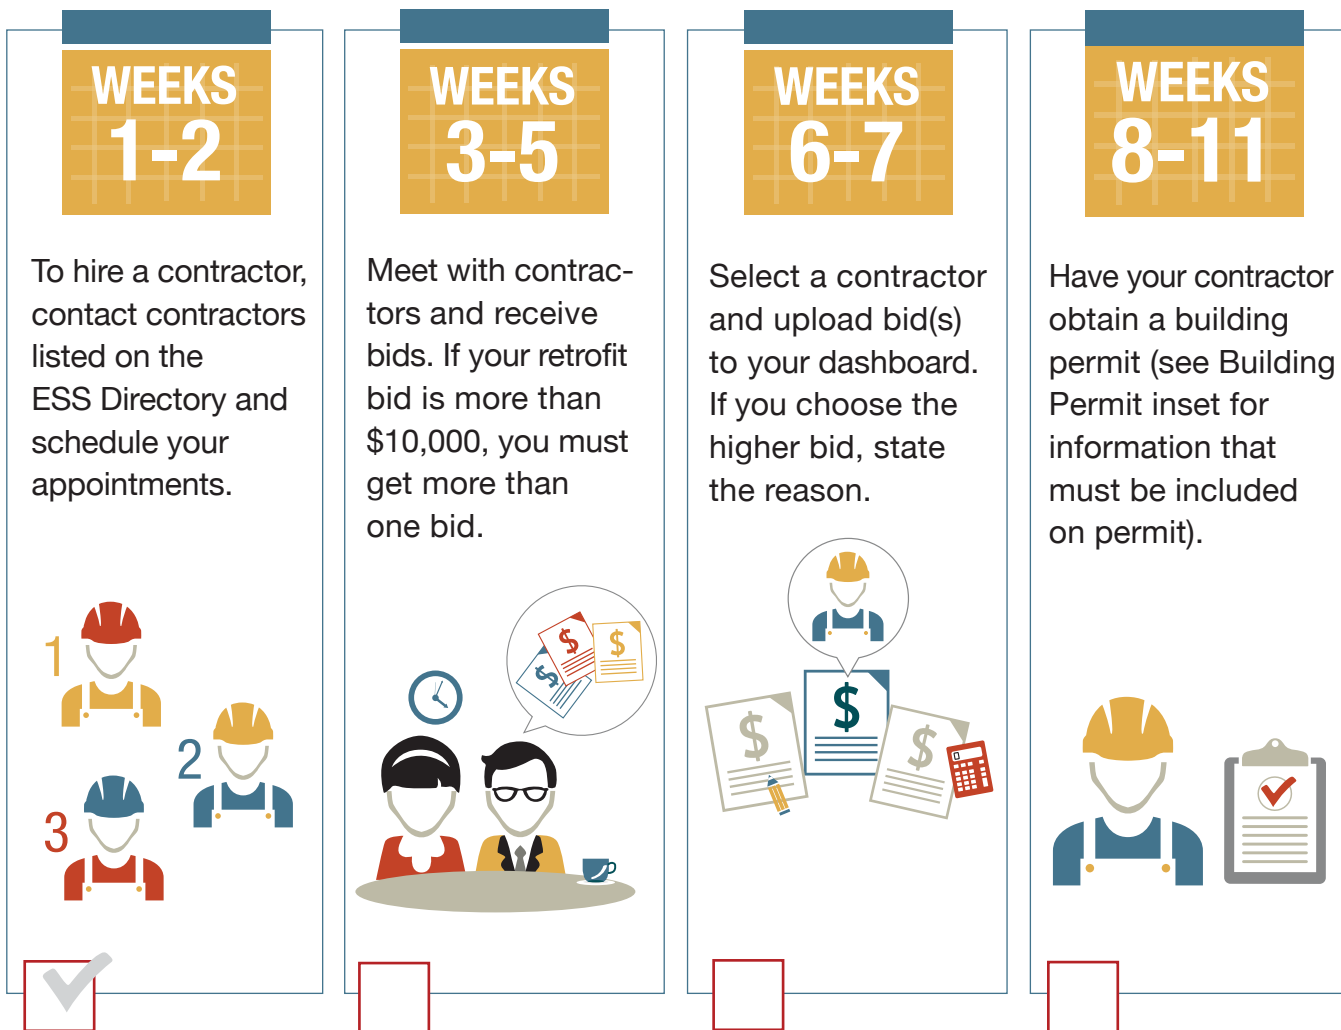 WEEKS
1-2
To hire a contractor,
contact contractors
listed on the
ESS Directory and
schedule your
appointments.
1
2
3
WEEKS
3-5
Meet with contrac-
tors and receive
bids. If your retrofit
bid is more than
$10,000, you must
get more than
one bid.
$
$
$
WEEKS
6-7
Select a contractor
and upload bid(s)
to your dashboard.
If you choose the
higher bid, state
the reason.
$
$
$
WEEKS
8-11
Have your contractor
obtain a building
permit (see Building
Permit inset for
information that
must be included
on permit).